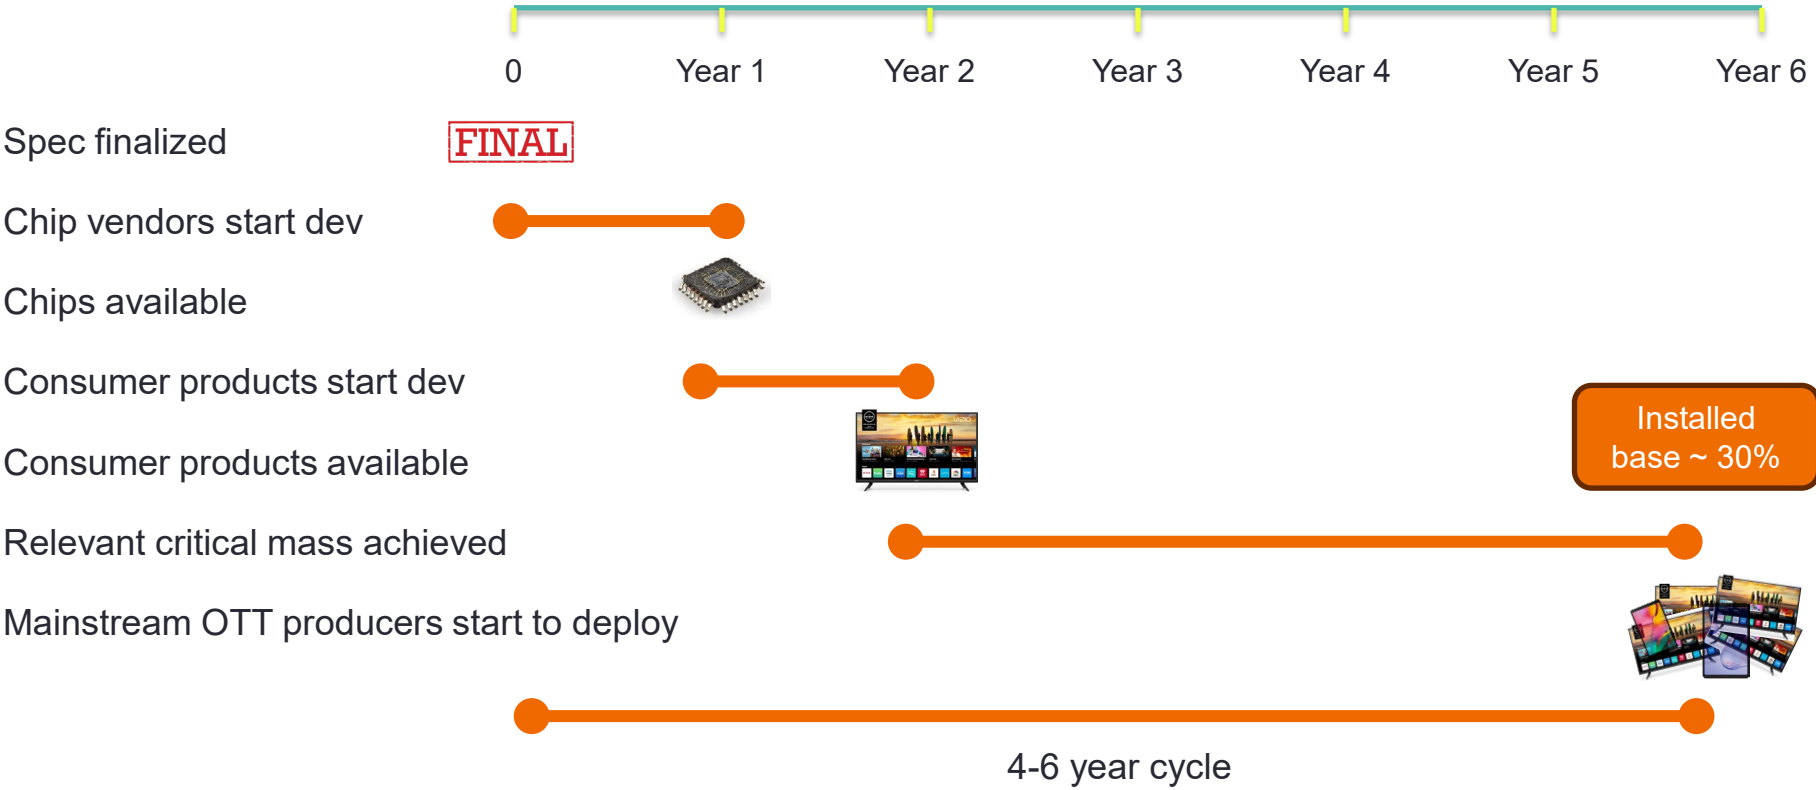 0 Year 1 Year 2 Year 3 Year 4 Year 5 Year 6
Spec finalized
FINAL
Chip vendors start dev
Chips available
Consumer products start dev
Installed
base ~ 30%
Consumer products available
Relevant critical mass achieved
Mainstream OTT producers start to deploy
4-6 year cycle